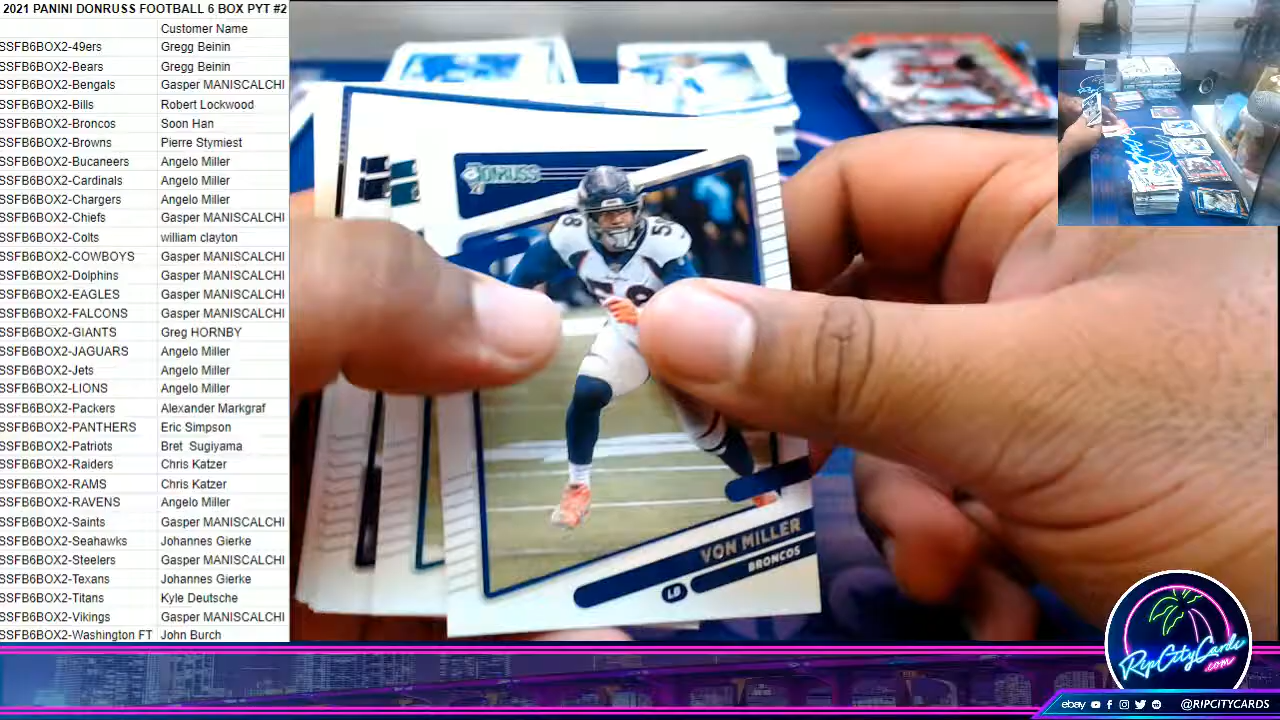 2021 PANINI DONRUSS FOOTBALL 6 BOX PYT #2
Customer Name
SSFB6BOX2-49ers Gregg Beinin
SSFB6BOX2-Bears Gregg Beinin
SSFB6BOX2-Bengals Gasper MANISCALCHI
SSFB6BOX2-Bills Robert Lockwood
SSFB6BOX2-Broncos Soon Han
SSFB6BOX2-Browns Pierre Stymiest
SSFB6BOX2-Bucaneers Angelo Miller
SSFB6BOX2-Cardinals Angelo Miller
SSFB6BOX2-Chargers Angelo Miller
SSFB6BOX2-Chiefs Gasper MANISCALCHI
SSFB6BOX2-Colts william clayton
SSFB6BOX2-COWBOYS Gasper MANISCALCHI
SSFB6BOX2-Dolphins Gasper MANISCALCHI
SSFB6BOX2-EAGLES Gasper MANISCALCHI
SSFB6BOX2-FALCONS Gasper MANISCALCHI
SSFB6BOX2-GIANTS Greg HORNBY
SSFB6BOX2-JAGUARS Angelo Miller
SSFB6BOX2-Jets Angelo Miller
SSFB6BOX2-LIONS Angelo Miller
SSFB6BOX2-Packers Alexander Markgraf
SSFB6BOX2-PANTHERS Eric Simpson
SSFB6BOX2-Patriots Bret Sugiyama
SSFB6BOX2-Raiders Chris Katzer
SSFB6BOX2-RAMS Chris Katzer
SSFB6BOX2-RAVENS Angelo Miller
SSFB6BOX2-Saints Gasper MANISCALCHI
SSFB6BOX2-Seahawks Johannes Gierke
SSFB6BOX2-Steelers Gasper MANISCALCHI
SSFB6BOX2-Texans Johannes Gierke
SSFB6BOX2-Titans Kyle Deutsche
SSFB6BOX2-Vikings Gasper MANISCALCHI
SSFB6BOX2-Washington FT John Burch
DONRUSS
58
58
VON MILLER
BRONCOS
LB
RipCityCards
.com
ebay @RIPCITYCARDS